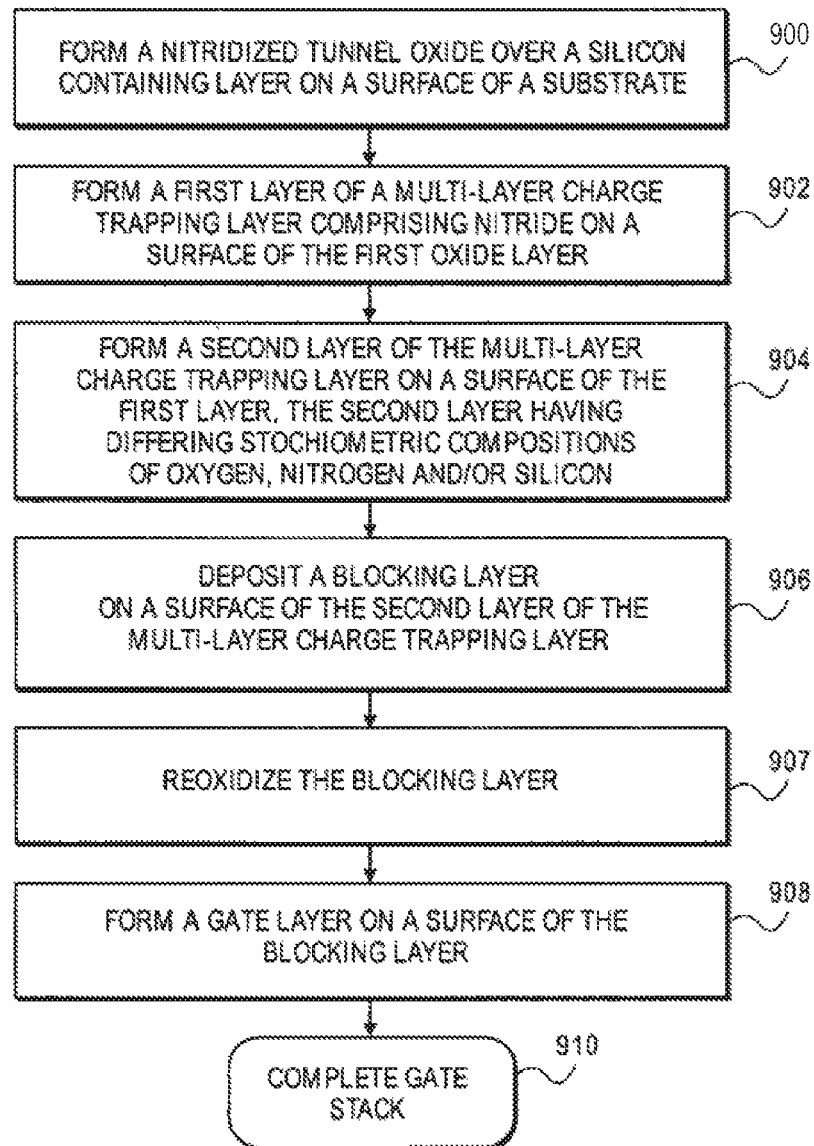 FORM A NITRIDIZED TUNNEL OXIDE OVER A SILICON
CONTAINING LAYER ON A SURFACE OF A SUBSTRATE
900
FORM A FIRST LAYER OF A MULTI-LAYER CHARGE
TRAPPING LAYER COMPRISING NITRIDE ON A
SURFACE OF THE FIRST OXIDE LAYER
902
FORM A SECOND LAYER OF THE MULTI-LAYER
CHARGE TRAPPING LAYER ON A SURFACE OF THE
FIRST LAYER, THE SECOND LAYER HAVING
DIFFERING STOCHIOMETRIC COMPOSITIONS
OF OXYGEN, NITROGEN AND/OR SILICON
904
DEPOSIT A BLOCKING LAYER
ON A SURFACE OF THE SECOND LAYER OF THE
MULTI-LAYER CHARGE TRAPPING LAYER
906
REOXIDIZE THE BLOCKING LAYER
907
FORM A GATE LAYER ON A SURFACE OF THE
BLOCKING LAYER
908
COMPLETE GATE
STACK
910